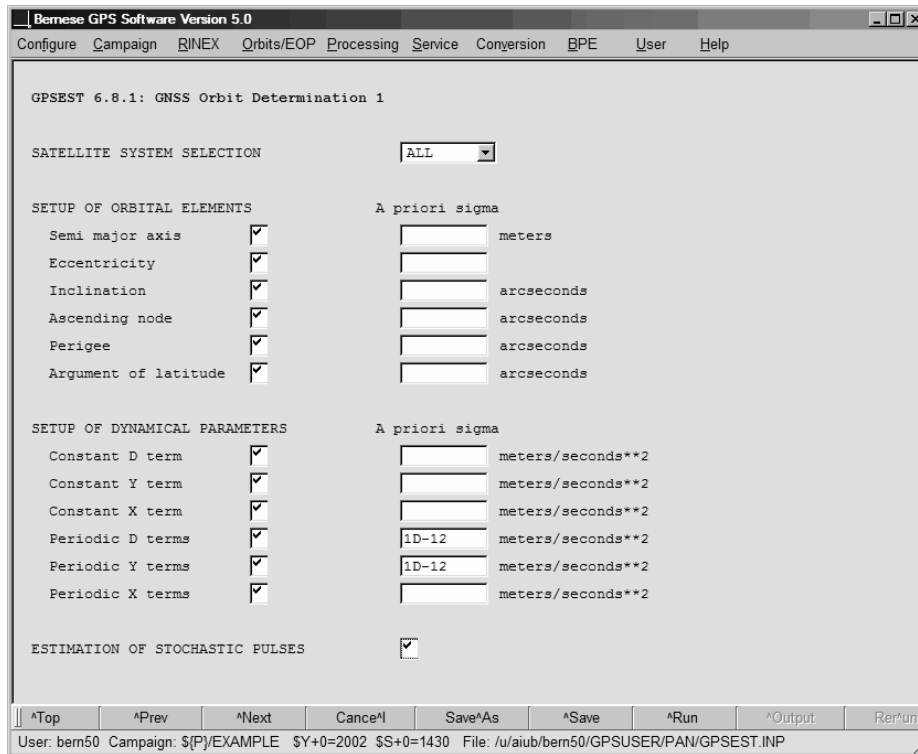 Bernese GPS Software Version 5.0
Configure Campaign RINEX Orbits/EOP Processing Service Conversion BPE User Help
GPSEST 6.8.1: GNSS Orbit Determination 1
SATELLITE SYSTEM SELECTION ALL
SETUP OF ORBITAL ELEMENTS A priori sigma
Semi major axis meters
Eccentricity
Inclination arcseconds
Ascending node arcseconds
Perigee arcseconds
Argument of latitude arcseconds
SETUP OF DYNAMICAL PARAMETERS A priori sigma
Constant D term meters/seconds**2
Constant Y term meters/seconds**2
Constant X term meters/seconds**2
Periodic D terms 1D-12 meters/seconds**2
Periodic Y terms 1D-12 meters/seconds**2
Periodic X terms meters/seconds**2
ESTIMATION OF STOCHASTIC PULSES
^Top ^Prev ^Next Cance^l Save^As ^Save ^Run ^Output Rer^un
User: bern50 Campaign: ${P}/EXAMPLE $Y+0=2002 $S+0=1430 File: /u/aiub/bern50/GPSUSER/PAN/GPSEST.INP